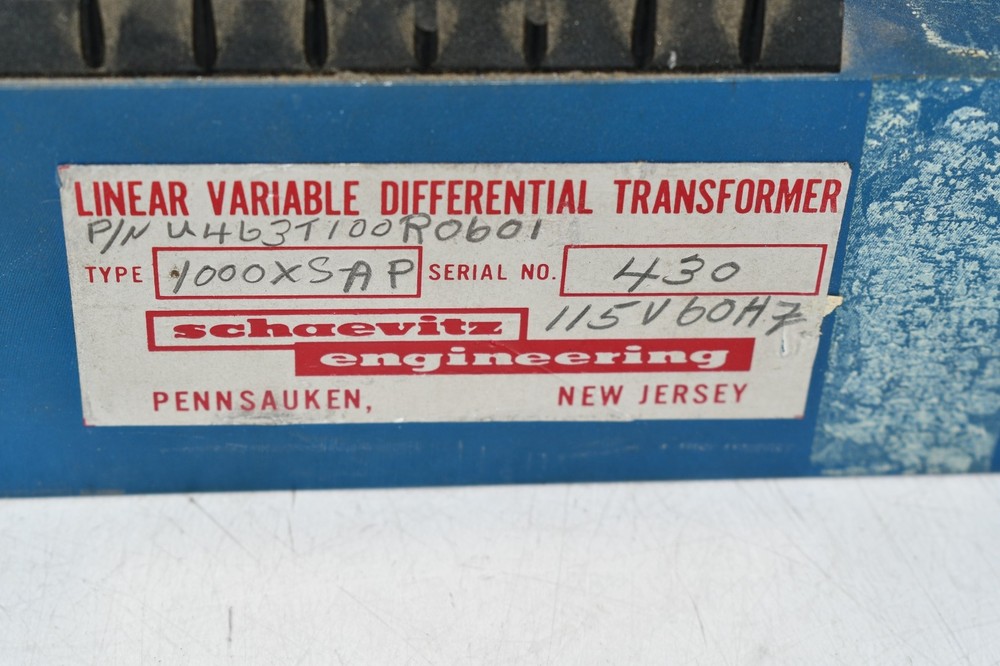 LINEAR VARIABLE DIFFERENTIAL TRANSFORMER
P/N U463T100R0601
TYPE 1000XSAP SERIAL NO. 430
115V60HZ
schaevitz
engineering
PENNSAUKEN, NEW JERSEY